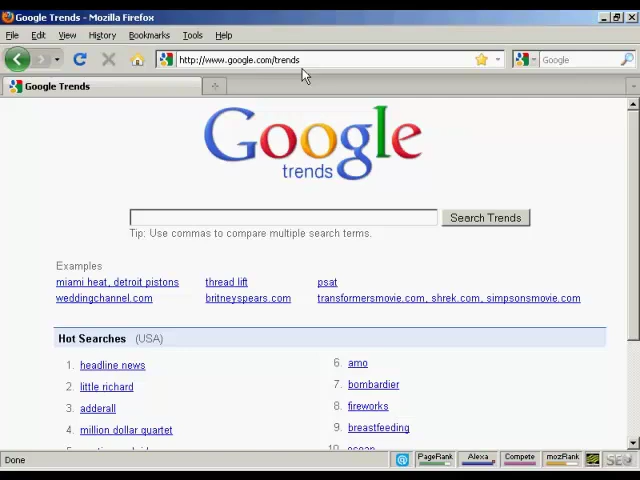 Google Trends - Mozilla Firefox
File Edit View History Bookmarks Tools Help
http://www.google.com/trends
Google
Google Trends
Google
trends
Search Trends
Tip: Use commas to compare multiple search terms.
Examples
miami heat, detroit pistons thread lift psat
weddingchannel.com britneyspears.com transformersmovie.com, shrek.com, simpsonsmovie.com
Hot Searches (USA)
1. headline news
2. little richard
3. adderall
4. million dollar quartet
6. amo
7. bombardier
8. fireworks
9. breastfeeding
10.
Done
PageRank Alexa Compete mozRank